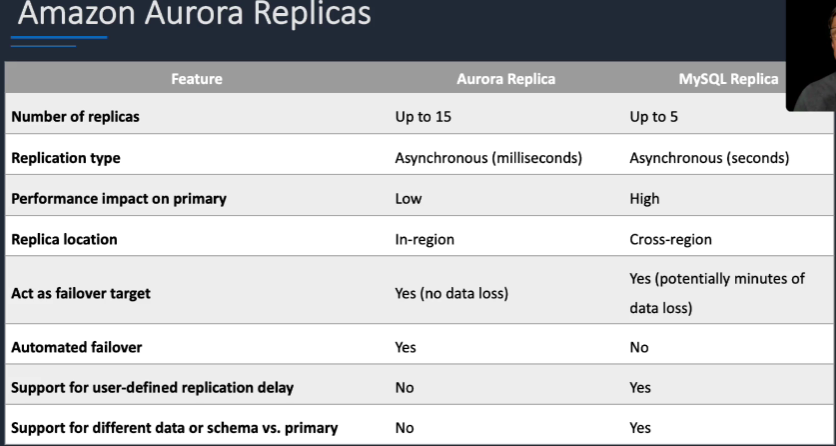 Amazon Aurora Replicas
Feature Aurora Replica MySQL Replica
Number of replicas Up to 15 Up to 5
Replication type Asynchronous (milliseconds) Asynchronous (seconds)
Performance impact on primary Low High
Replica location In-region Cross-region
Act as failover target Yes (no data loss) Yes (potentially minutes of
data loss)
Automated failover Yes No
Support for user-defined replication delay No Yes
Support for different data or schema vs. primary No Yes